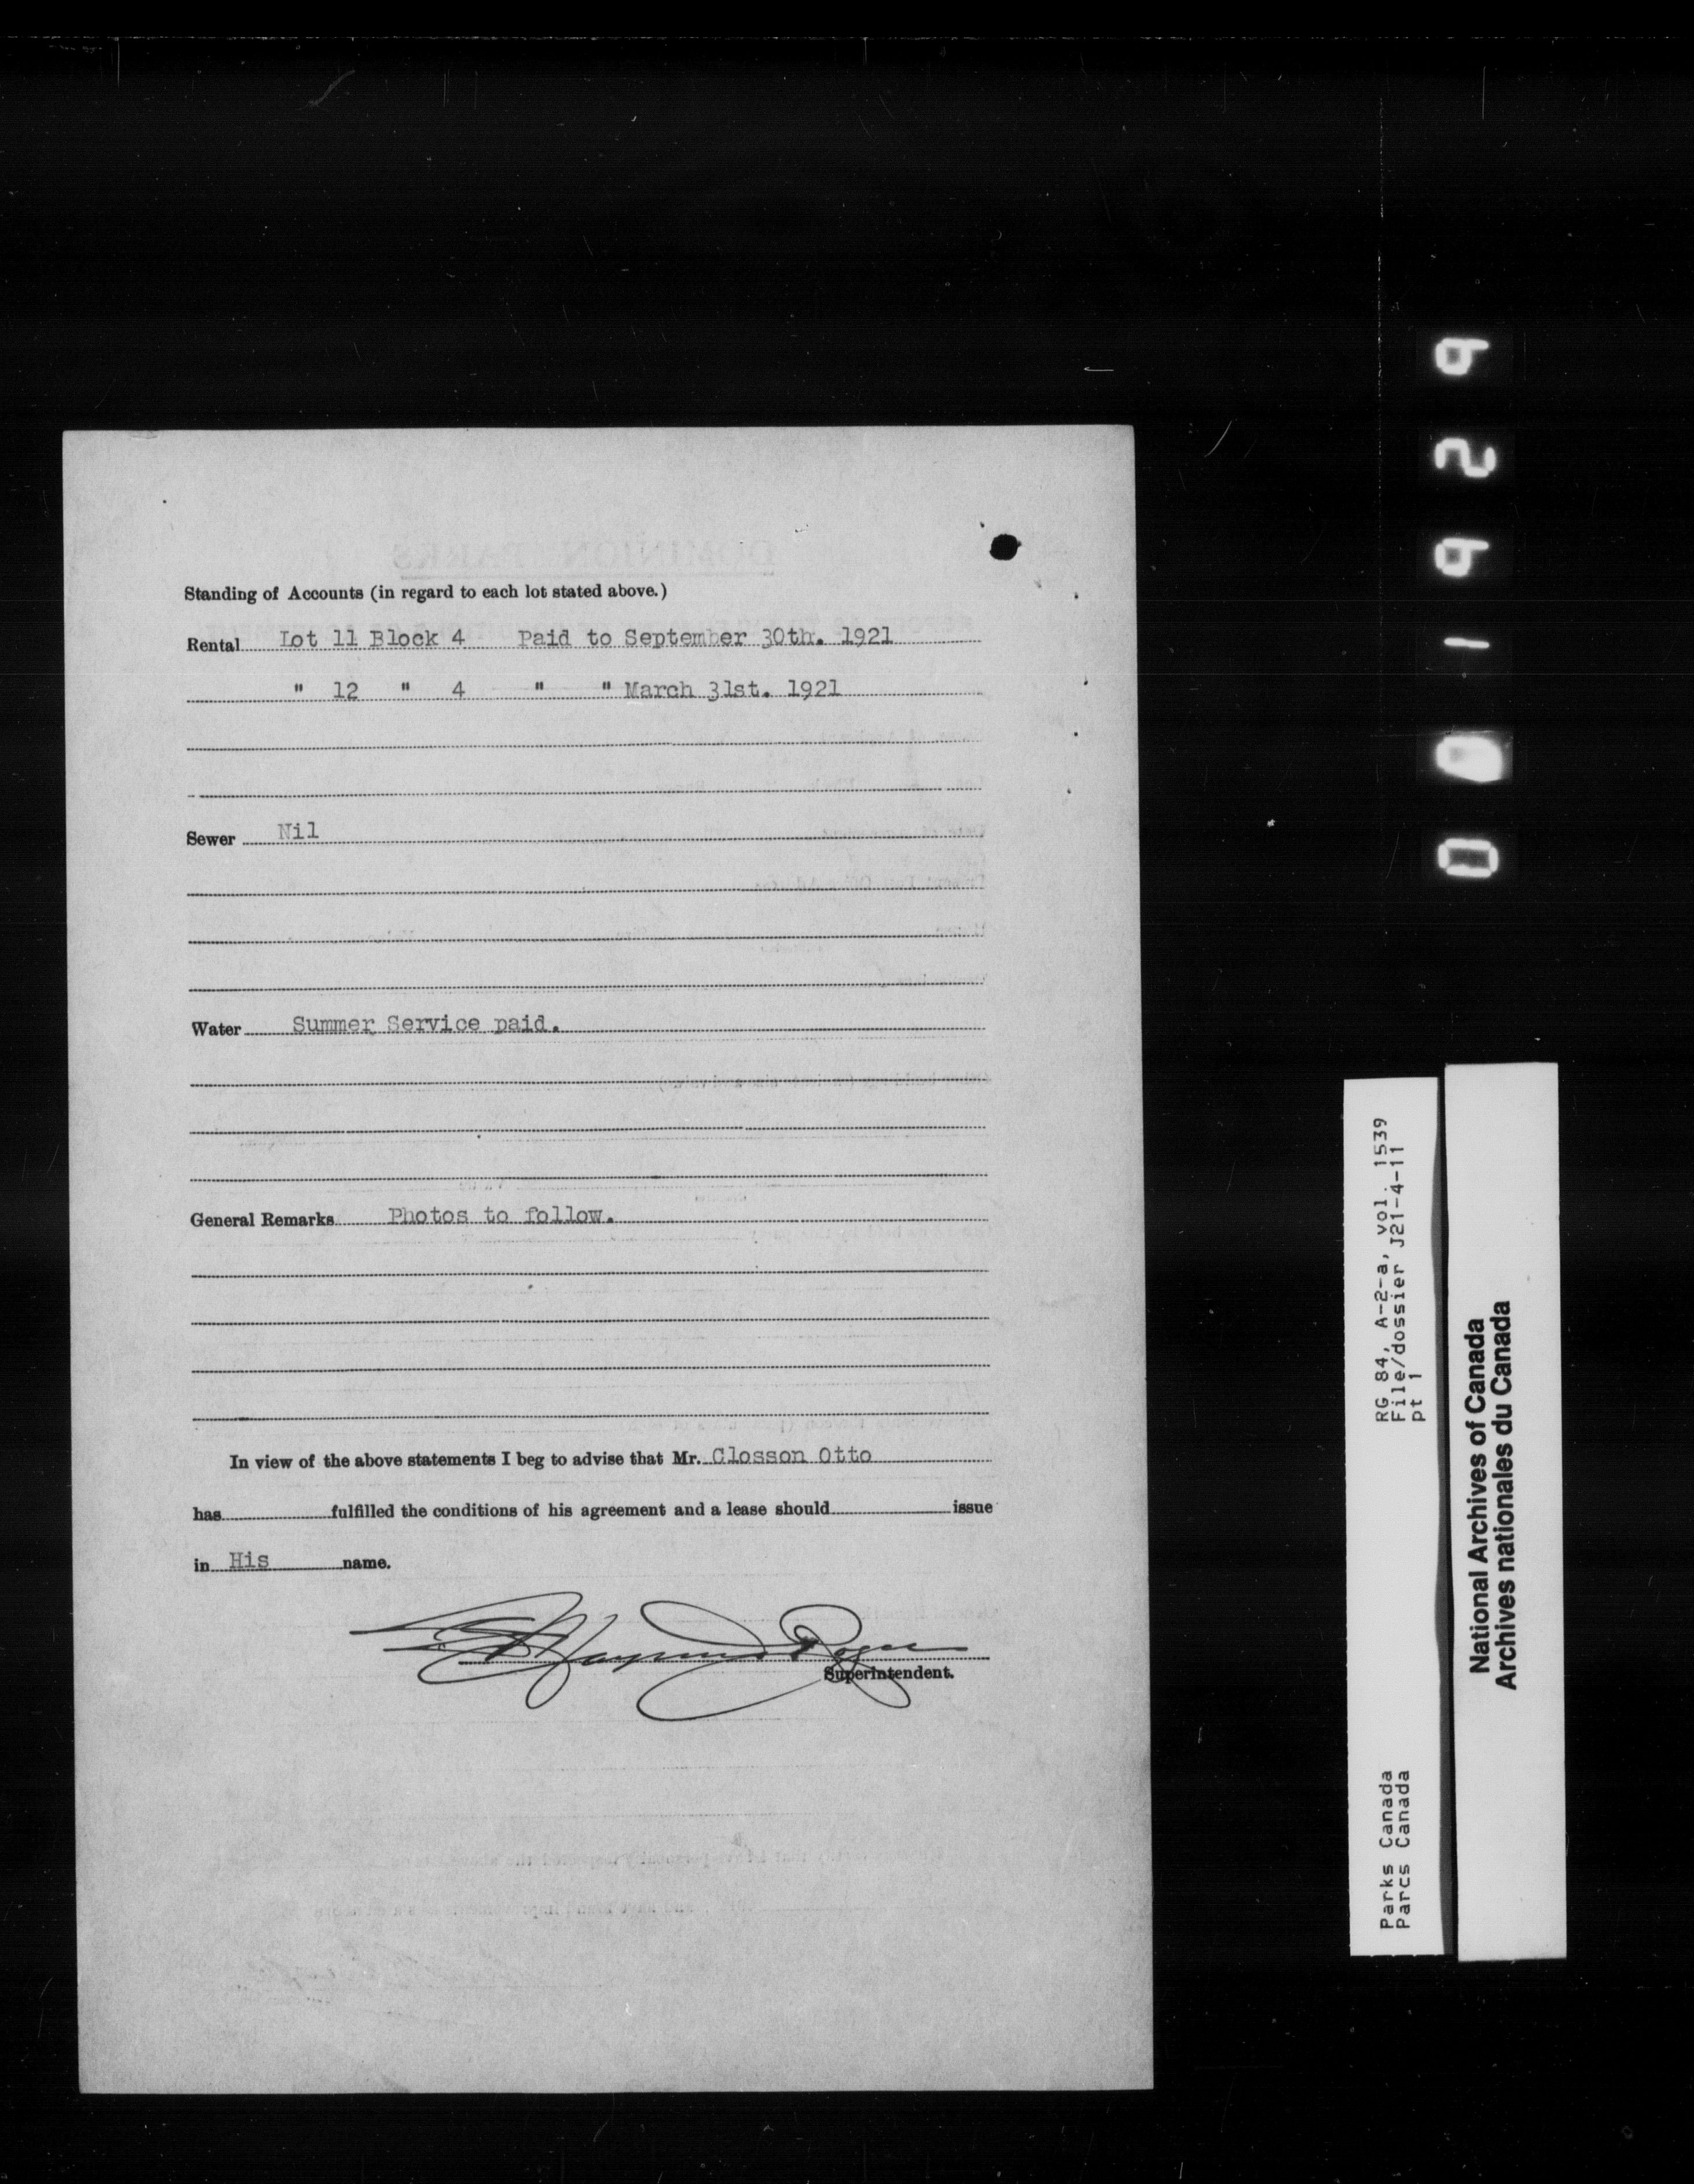 Standing of Accounts (in regard to each lot stated above.)
Rental Lot 11 Block 4 Paid to September 30th. 1921
" 12 " 4 " " March 31st. 1921
Sewer Nil
Water Summer Service paid.
General Remarks Photos to follow.
In view of the above statements I beg to advise that Mr. Closson Otto
has fulfilled the conditions of his agreement and a lease should issue
in His name.
Superintendent.
RG 84, A-2-a, vol. 1539
File/dossier J21-4-11
pt 1
Parks Canada
Parcs Canada
National Archives of Canada
Archives nationales du Canada